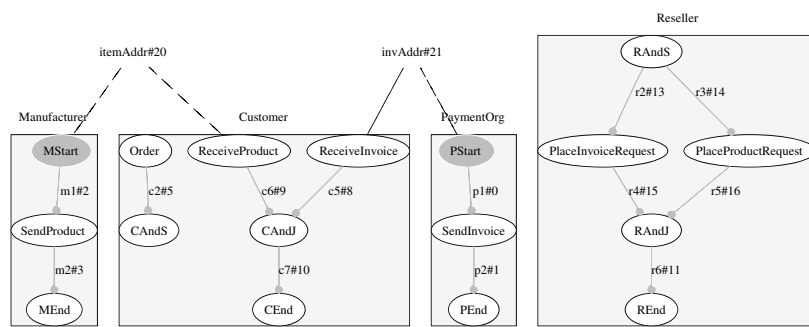 Reseller
itemAddr#20
invAddr#21
RAndS
r2#13
r3#14
Manufacturer
Customer
PaymentOrg
MStart
Order
ReceiveProduct
ReceiveInvoice
PStart
PlaceInvoiceRequest
PlaceProductRequest
m1#2
c2#5
c6#9
c5#8
p1#0
r4#15
r5#16
SendProduct
CAndS
CAndJ
SendInvoice
RAndJ
m2#3
c7#10
p2#1
r6#11
MEnd
CEnd
PEnd
REnd